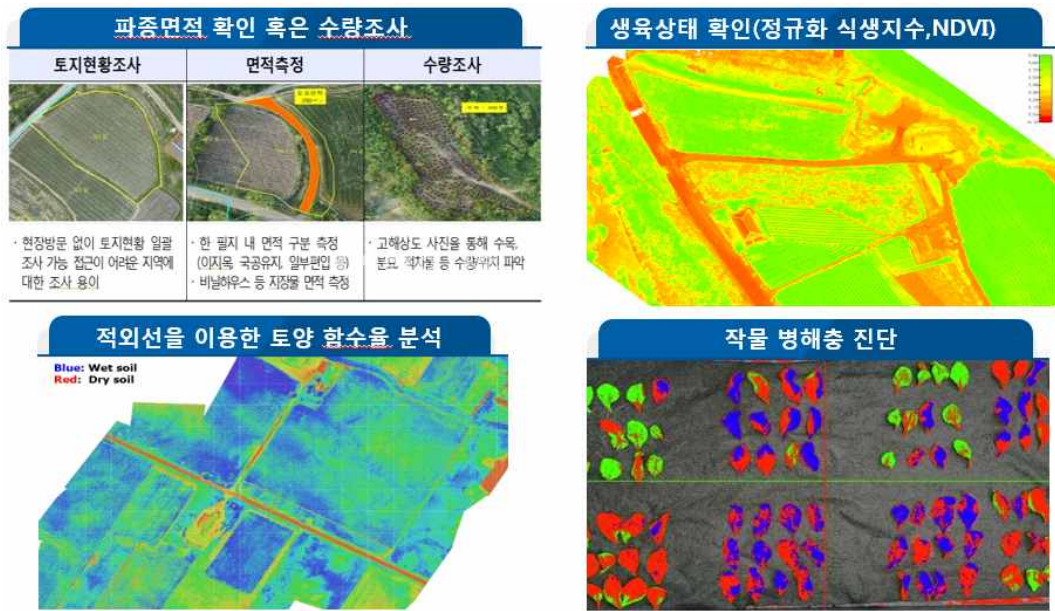 파종면적 확인 혹은 수량조사
토지현황조사
면적측정
수량조사
· 현장방문 없이 토지현황 일괄
조사 가능 접근이 어려운 지역에
대한 조사 용이
· 한 필지 내 면적 구분 측정
(이지목, 국공유지, 일부편입 등)
· 비닐하우스 등 지장물 면적 측정
· 고해상도 사진을 통해 수목,
분묘, 적치물 등 수량/위치 파악
생육상태 확인(정규화 식생지수,NDVI)
적외선을 이용한 토양 함수율 분석
Blue: Wet soil
Red: Dry soil
작물 병해충 진단